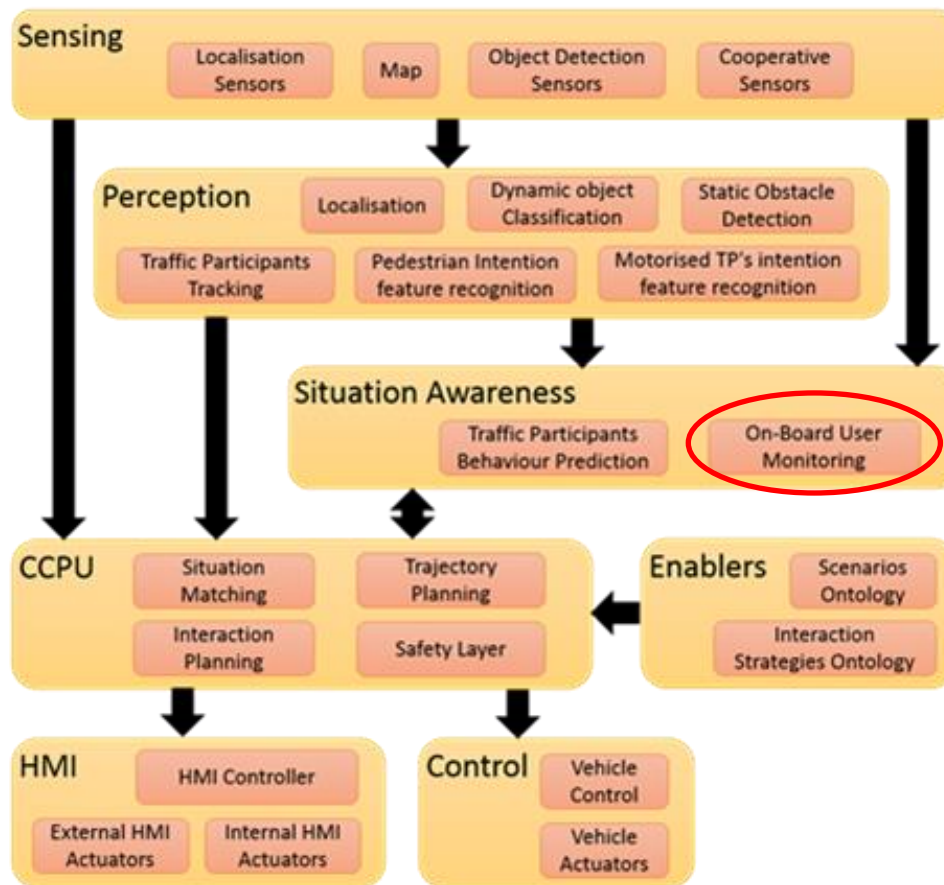 Sensing
Localisation
Sensors
Map
Object Detection
Sensors
Cooperative
Sensors
Perception
Localisation
Dynamic object
Classification
Static Obstacle
Detection
Traffic Participants
Tracking
Pedestrian Intention
feature recognition
Motorised TP's intention
feature recognition
Situation Awareness
Traffic Participants
Behaviour Prediction
On-Board User
Monitoring
CCPU
Situation
Matching
Trajectory
Planning
Interaction
Planning
Safety Layer
Enablers
Scenarios
Ontology
Interaction
Strategies Ontology
HMI
HMI Controller
External HMI
Actuators
Internal HMI
Actuators
Control
Vehicle
Control
Vehicle
Actuators